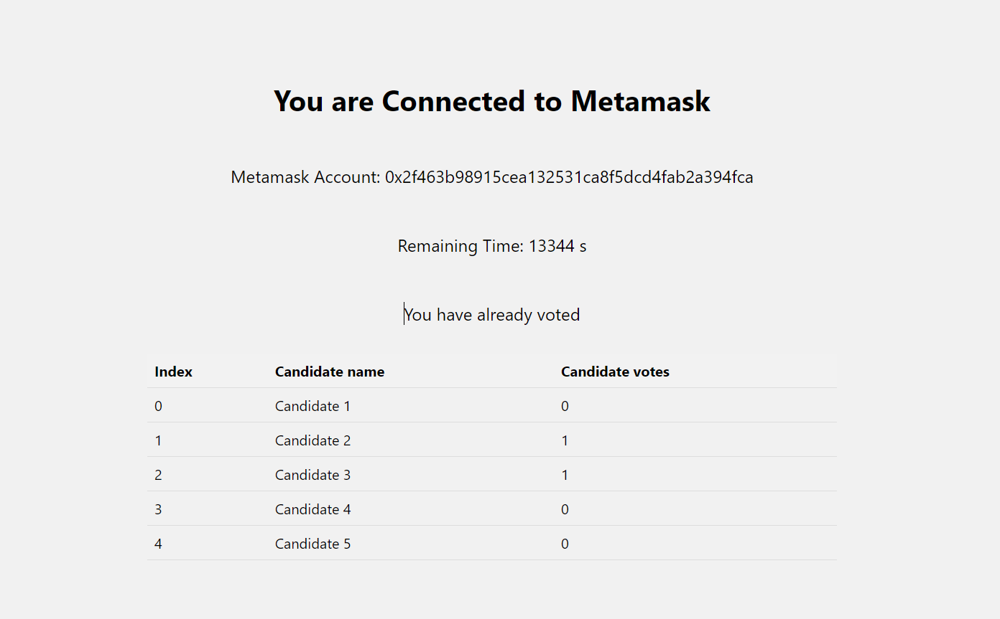 You are Connected to Metamask
Metamask Account: 0x2f463b98915cea132531ca8f5dcd4fab2a394fca
Remaining Time: 13344 s
You have already voted
Index Candidate name Candidate votes
0 Candidate 1 0
1 Candidate 2 1
2 Candidate 3 1
3 Candidate 4 0
4 Candidate 5 0